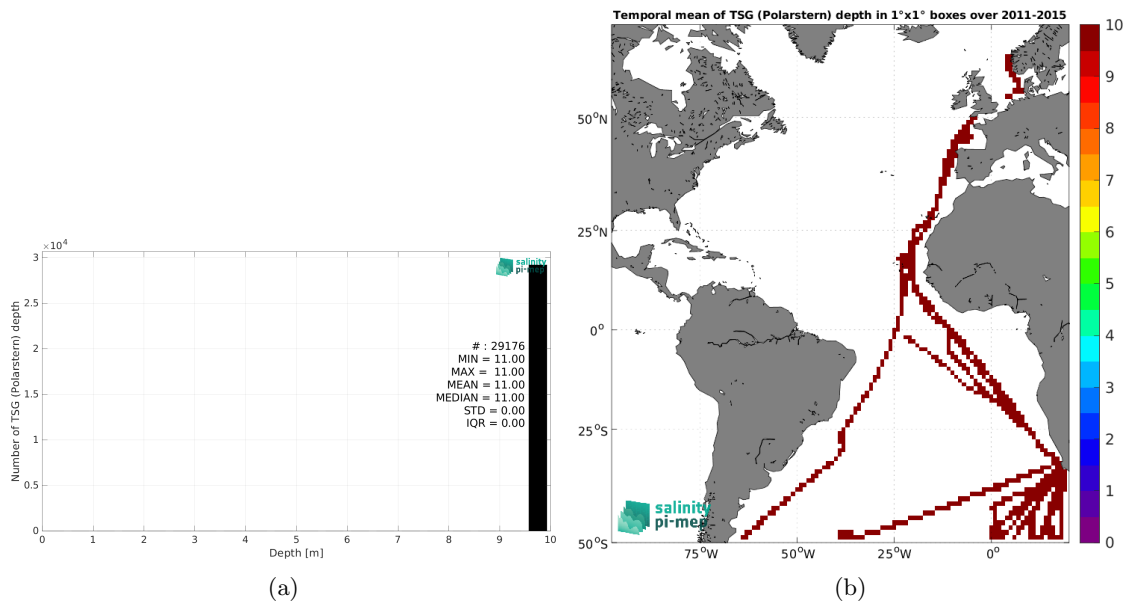 ×10⁴
3
2.5
2
1.5
1
0.5
0
Number of TSG (Polarstern) depth
salinity
pi-mep
# : 29176
MIN = 11.00
MAX = 11.00
MEAN = 11.00
MEDIAN = 11.00
STD = 0.00
IQR = 0.00
0 1 2 3 4 5 6 7 8 9 10
Depth [m]
(a)
Temporal mean of TSG (Polarstern) depth in 1°x1° boxes over 2011-2015
50°N
25°N
0°
25°S
50°S
75°W 50°W 25°W 0°
salinity
pi-mep
10
9
8
7
6
5
4
3
2
1
0
(b)